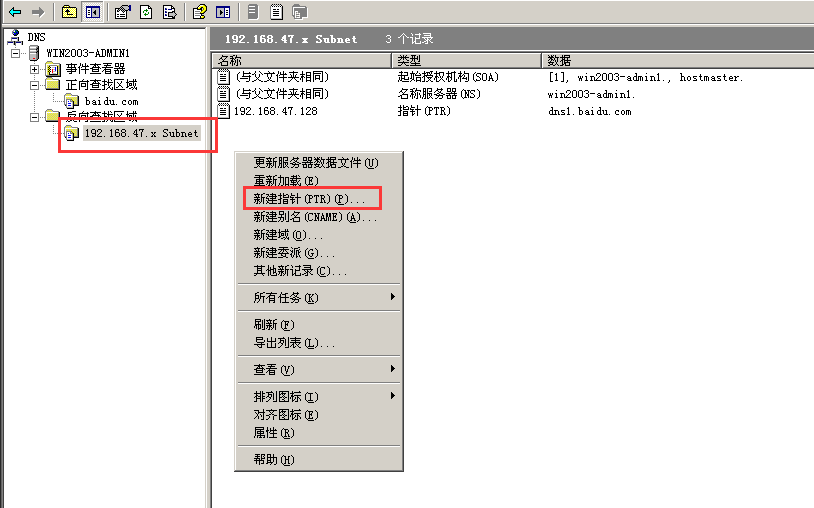 DNS
WIN2003-ADMIN1
事件查看器
正向查找区域
baidu.com
反向查找区域
192.168.47.x Subnet
192.168.47.x Subnet 3 个记录
名称 类型 数据
(与父文件夹相同) 起始授权机构(SOA) [1], win2003-admin1., hostmaster.
(与父文件夹相同) 名称服务器(NS) win2003-admin1.
192.168.47.128 指针(PTR) dns1.baidu.com
更新服务器数据文件(U)
重新加载(E)
新建指针(PTR)(P)...
新建别名(CNAME)(A)...
新建域(O)...
新建委派(G)...
其他新记录(C)...
所有任务(K)
刷新(F)
导出列表(L)...
查看(V)
排列图标(I)
对齐图标(E)
属性(R)
帮助(H)